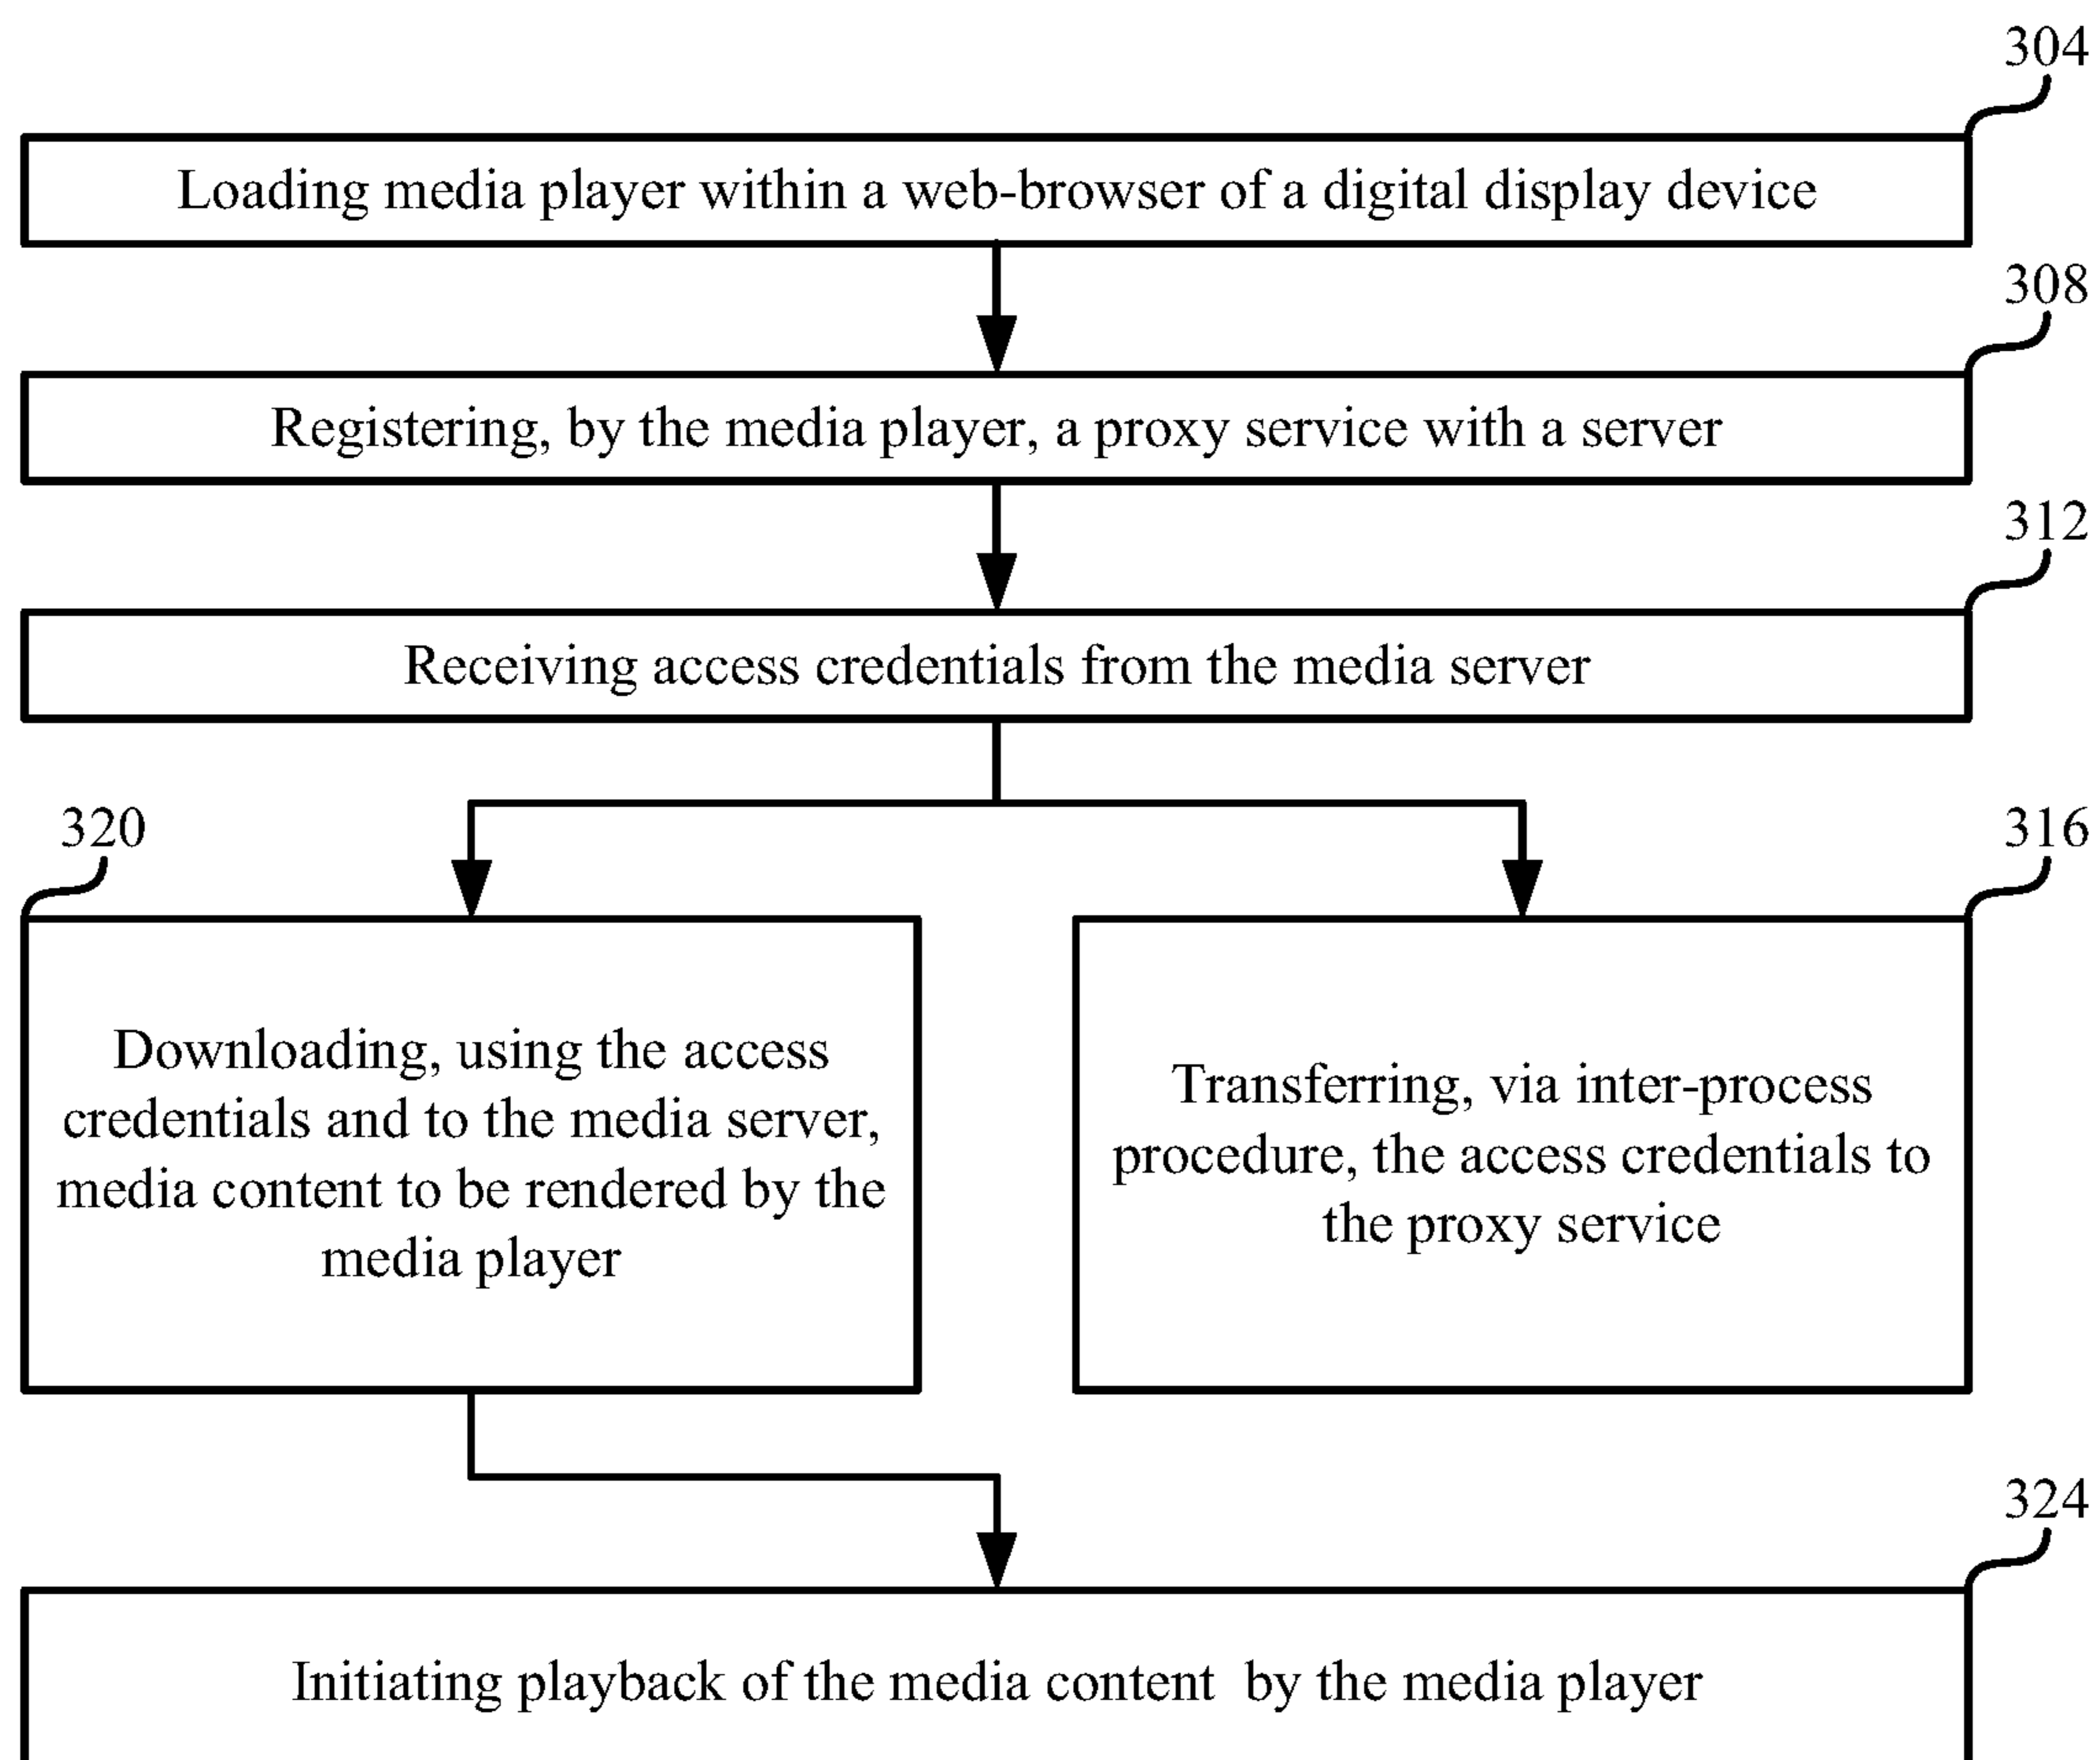 304
Loading media player within a web-browser of a digital display device
308
Registering, by the media player, a proxy service with a server
312
Receiving access credentials from the media server
320
316
Downloading, using the access
credentials and to the media server,
media content to be rendered by the
media player
Transferring, via inter-process
procedure, the access credentials to
the proxy service
324
Initiating playback of the media content by the media player